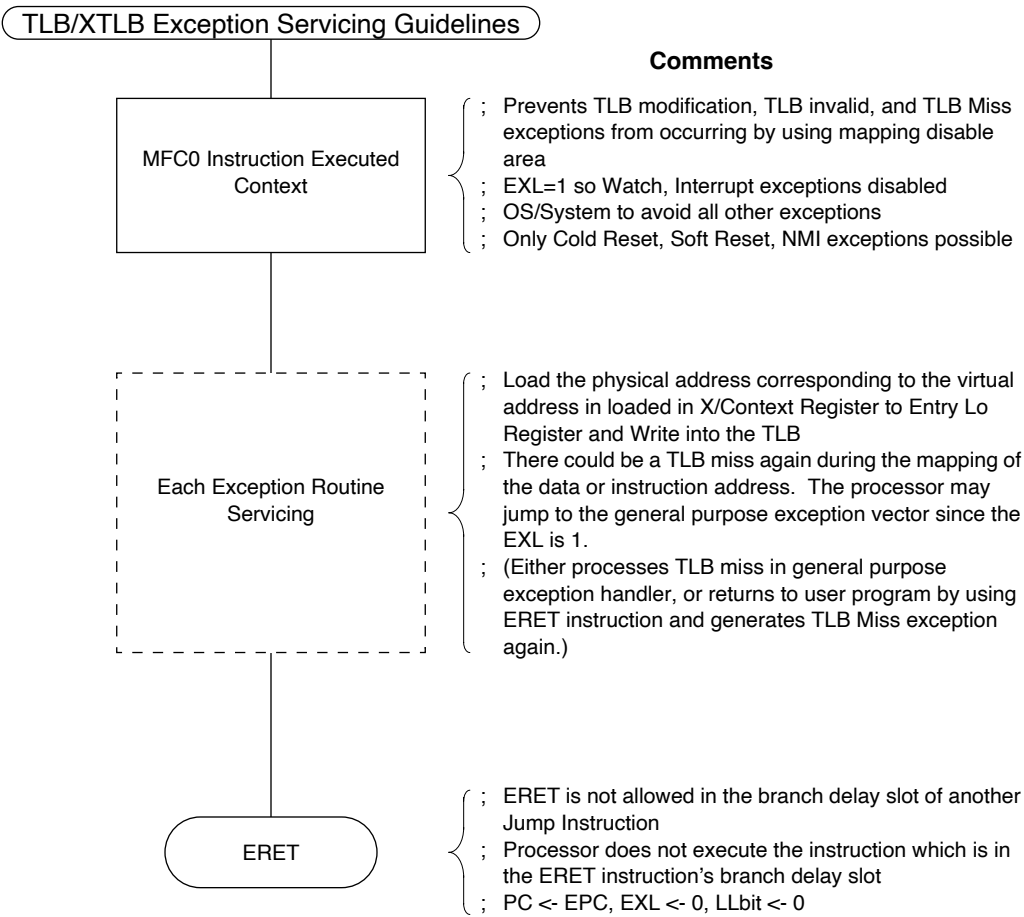 TLB/XTLB Exception Servicing Guidelines
Comments
MFC0 Instruction Executed
Context
; Prevents TLB modification, TLB invalid, and TLB Miss
exceptions from occurring by using mapping disable
area
; EXL=1 so Watch, Interrupt exceptions disabled
; OS/System to avoid all other exceptions
; Only Cold Reset, Soft Reset, NMI exceptions possible
Each Exception Routine
Servicing
; Load the physical address corresponding to the virtual
address in loaded in X/Context Register to Entry Lo
Register and Write into the TLB
; There could be a TLB miss again during the mapping of
the data or instruction address. The processor may
jump to the general purpose exception vector since the
EXL is 1.
; (Either processes TLB miss in general purpose
exception handler, or returns to user program by using
ERET instruction and generates TLB Miss exception
again.)
ERET
; ERET is not allowed in the branch delay slot of another
Jump Instruction
; Processor does not execute the instruction which is in
the ERET instruction’s branch delay slot
; PC <- EPC, EXL <- 0, LLbit <- 0